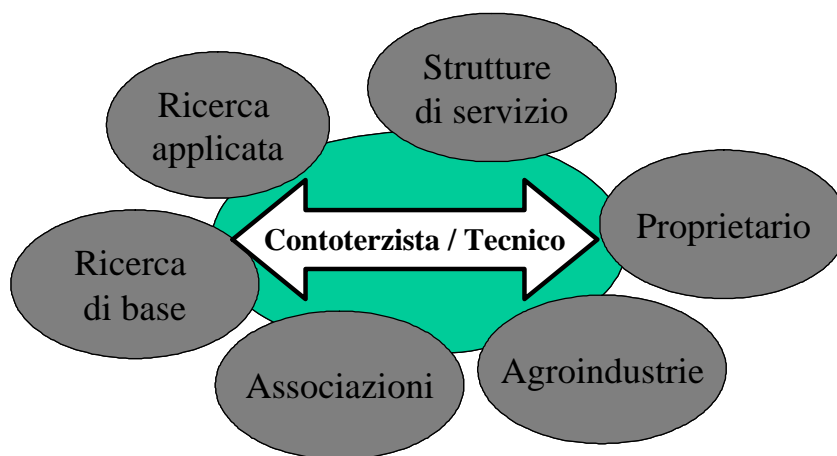 Strutture
di servizio
Ricerca
applicata
Proprietario
Contoterzista / Tecnico
Ricerca
di base
Associazioni
Agroindustrie